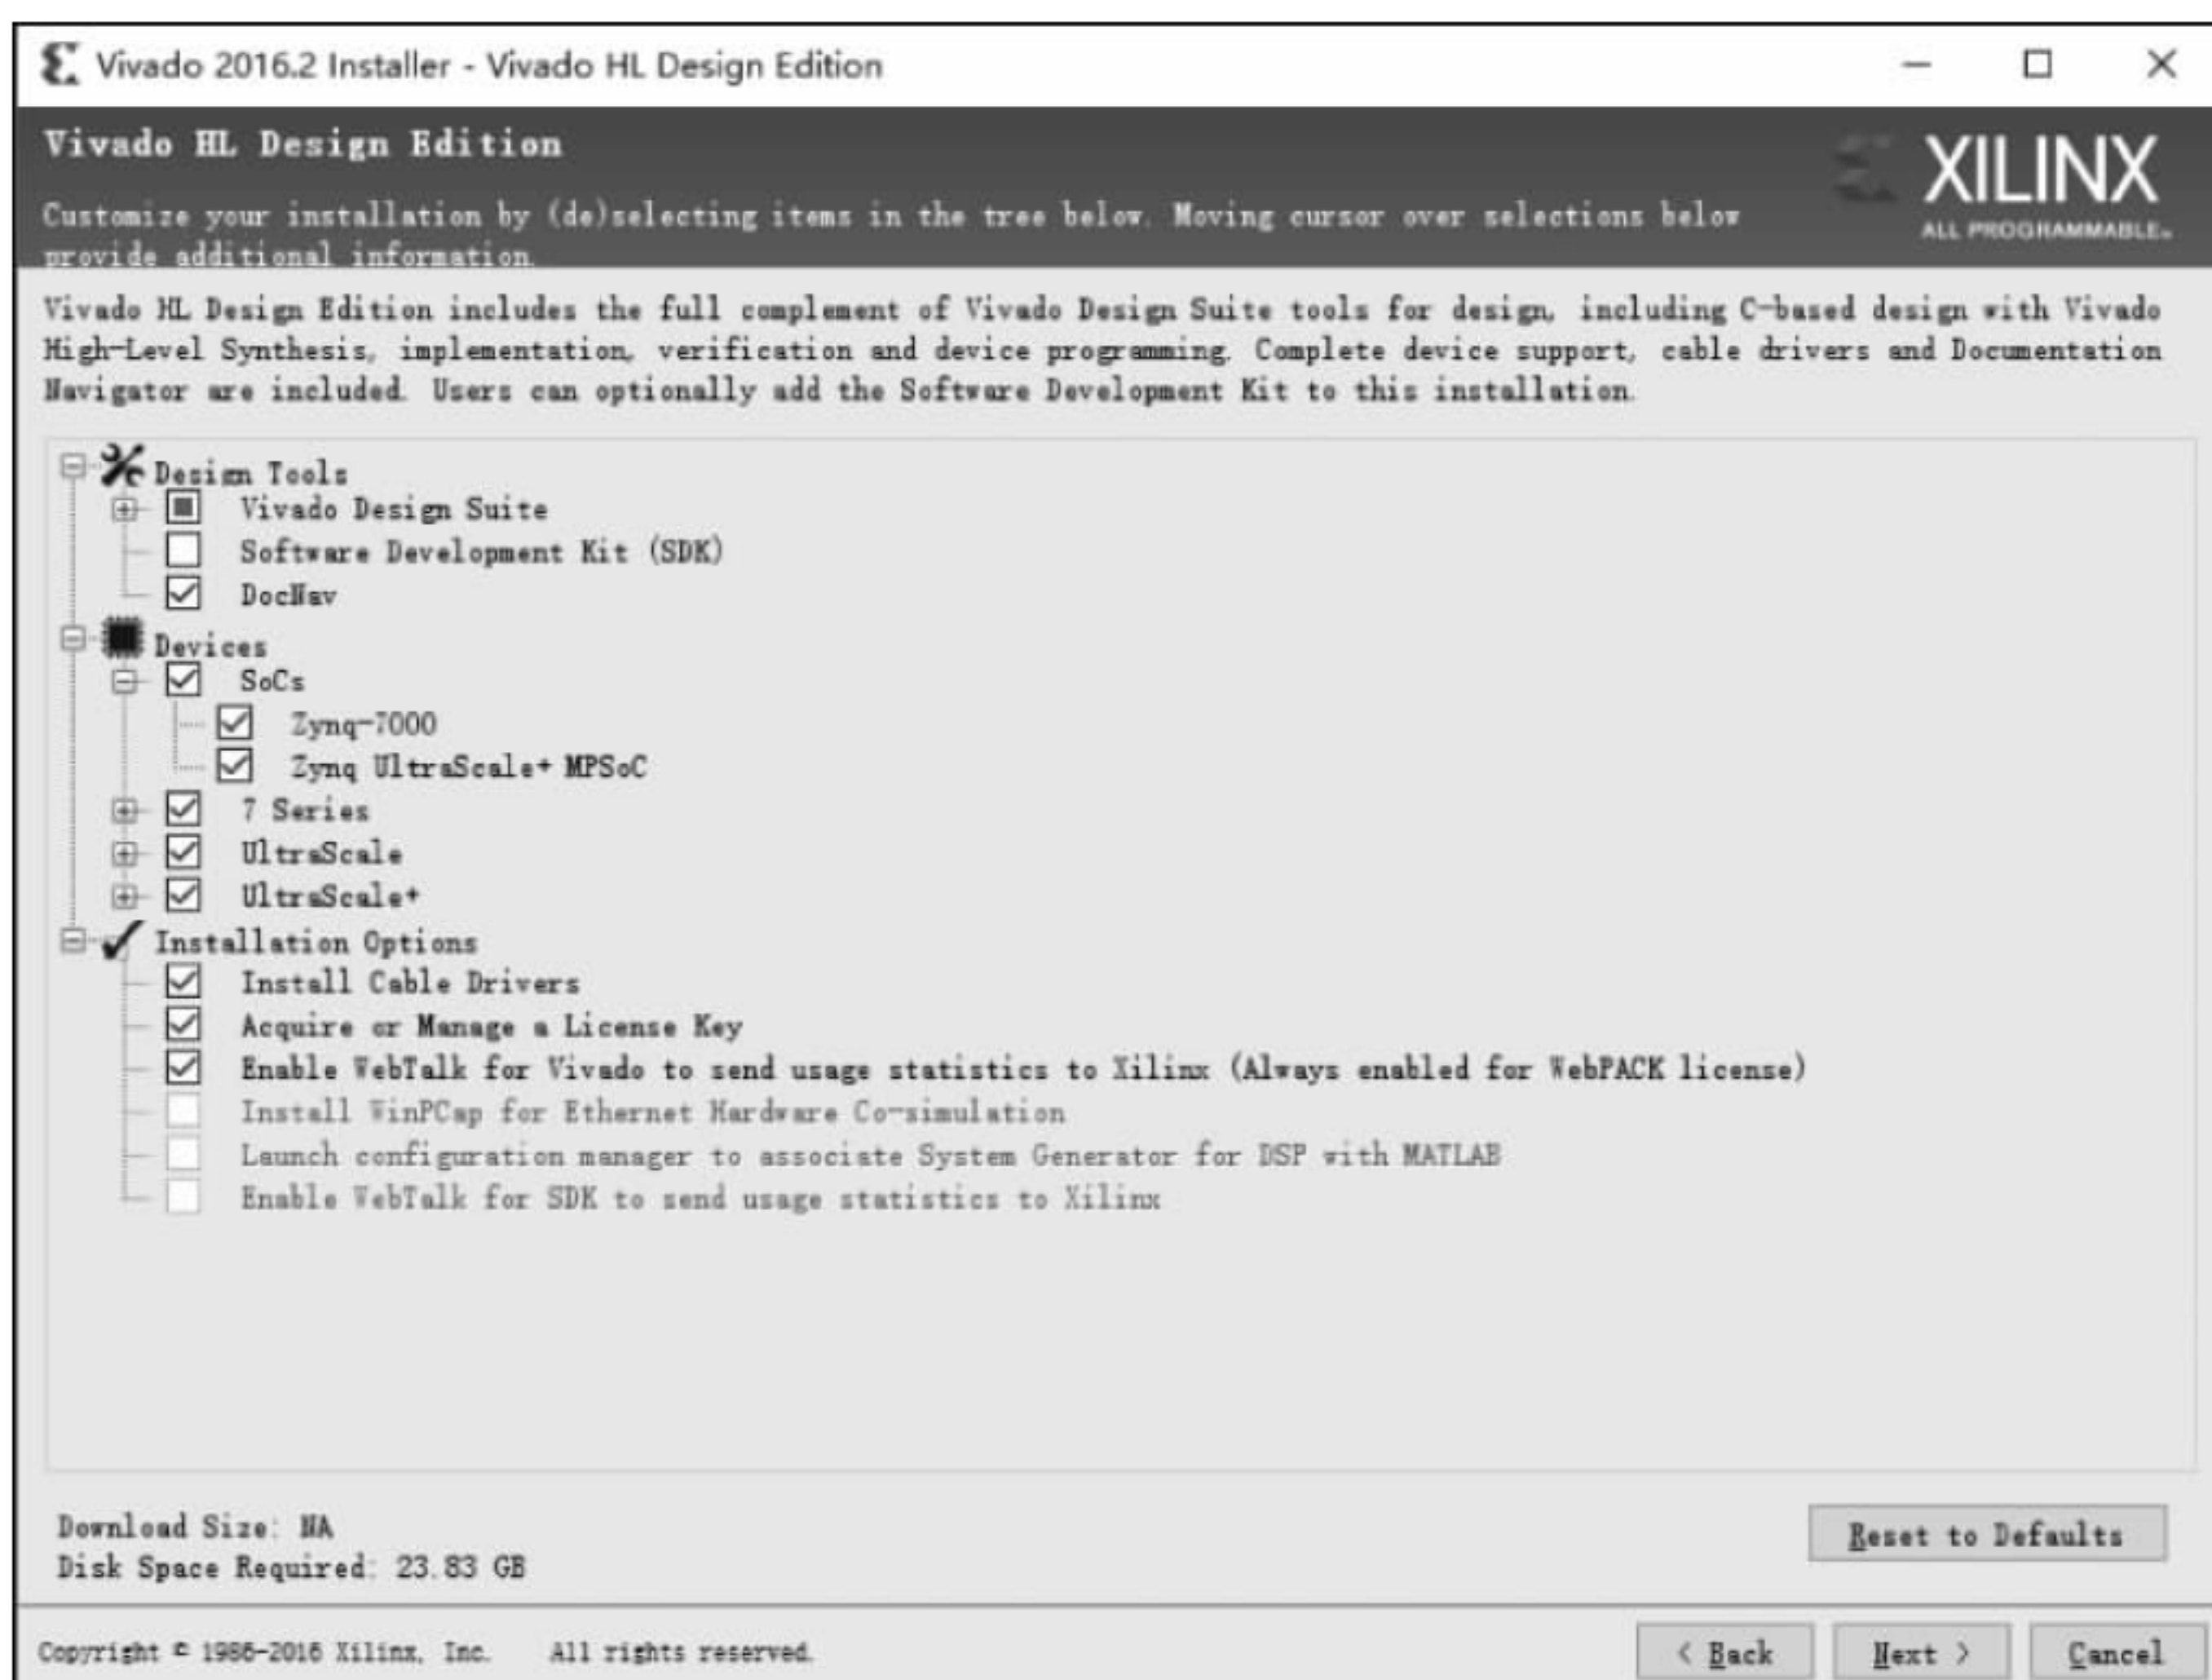 Vivado 2016.2 Installer - Vivado HL Design Edition
Vivado HL Design Edition
XILINX
ALL PROGRAMMABLE™
Customize your installation by (de)selecting items in the tree below. Moving cursor over selections below
provide additional information.
Vivado HL Design Edition includes the full complement of Vivado Design Suite tools for design, including C-based design with Vivado
High-Level Synthesis, implementation, verification and device programming. Complete device support, cable drivers and Documentation
Navigator are included. Users can optionally add the Software Development Kit to this installation.
Design Tools
Vivado Design Suite
Software Development Kit (SDK)
DocNav
Devices
SoCs
Zynq-7000
Zynq UltraScale+ MPSoC
7 Series
UltraScale
UltraScale+
Installation Options
Install Cable Drivers
Acquire or Manage a License Key
Enable WebTalk for Vivado to send usage statistics to Xilinx (Always enabled for WebPACK license)
Install WinPCap for Ethernet Hardware Co-simulation
Launch configuration manager to associate System Generator for DSP with MATLAB
Enable WebTalk for SDK to send usage statistics to Xilinx
Download Size: NA
Disk Space Required: 23.83 GB
Reset to Defaults
Copyright © 1986-2016 Xilinx, Inc. All rights reserved.
< Back
Next >
Cancel